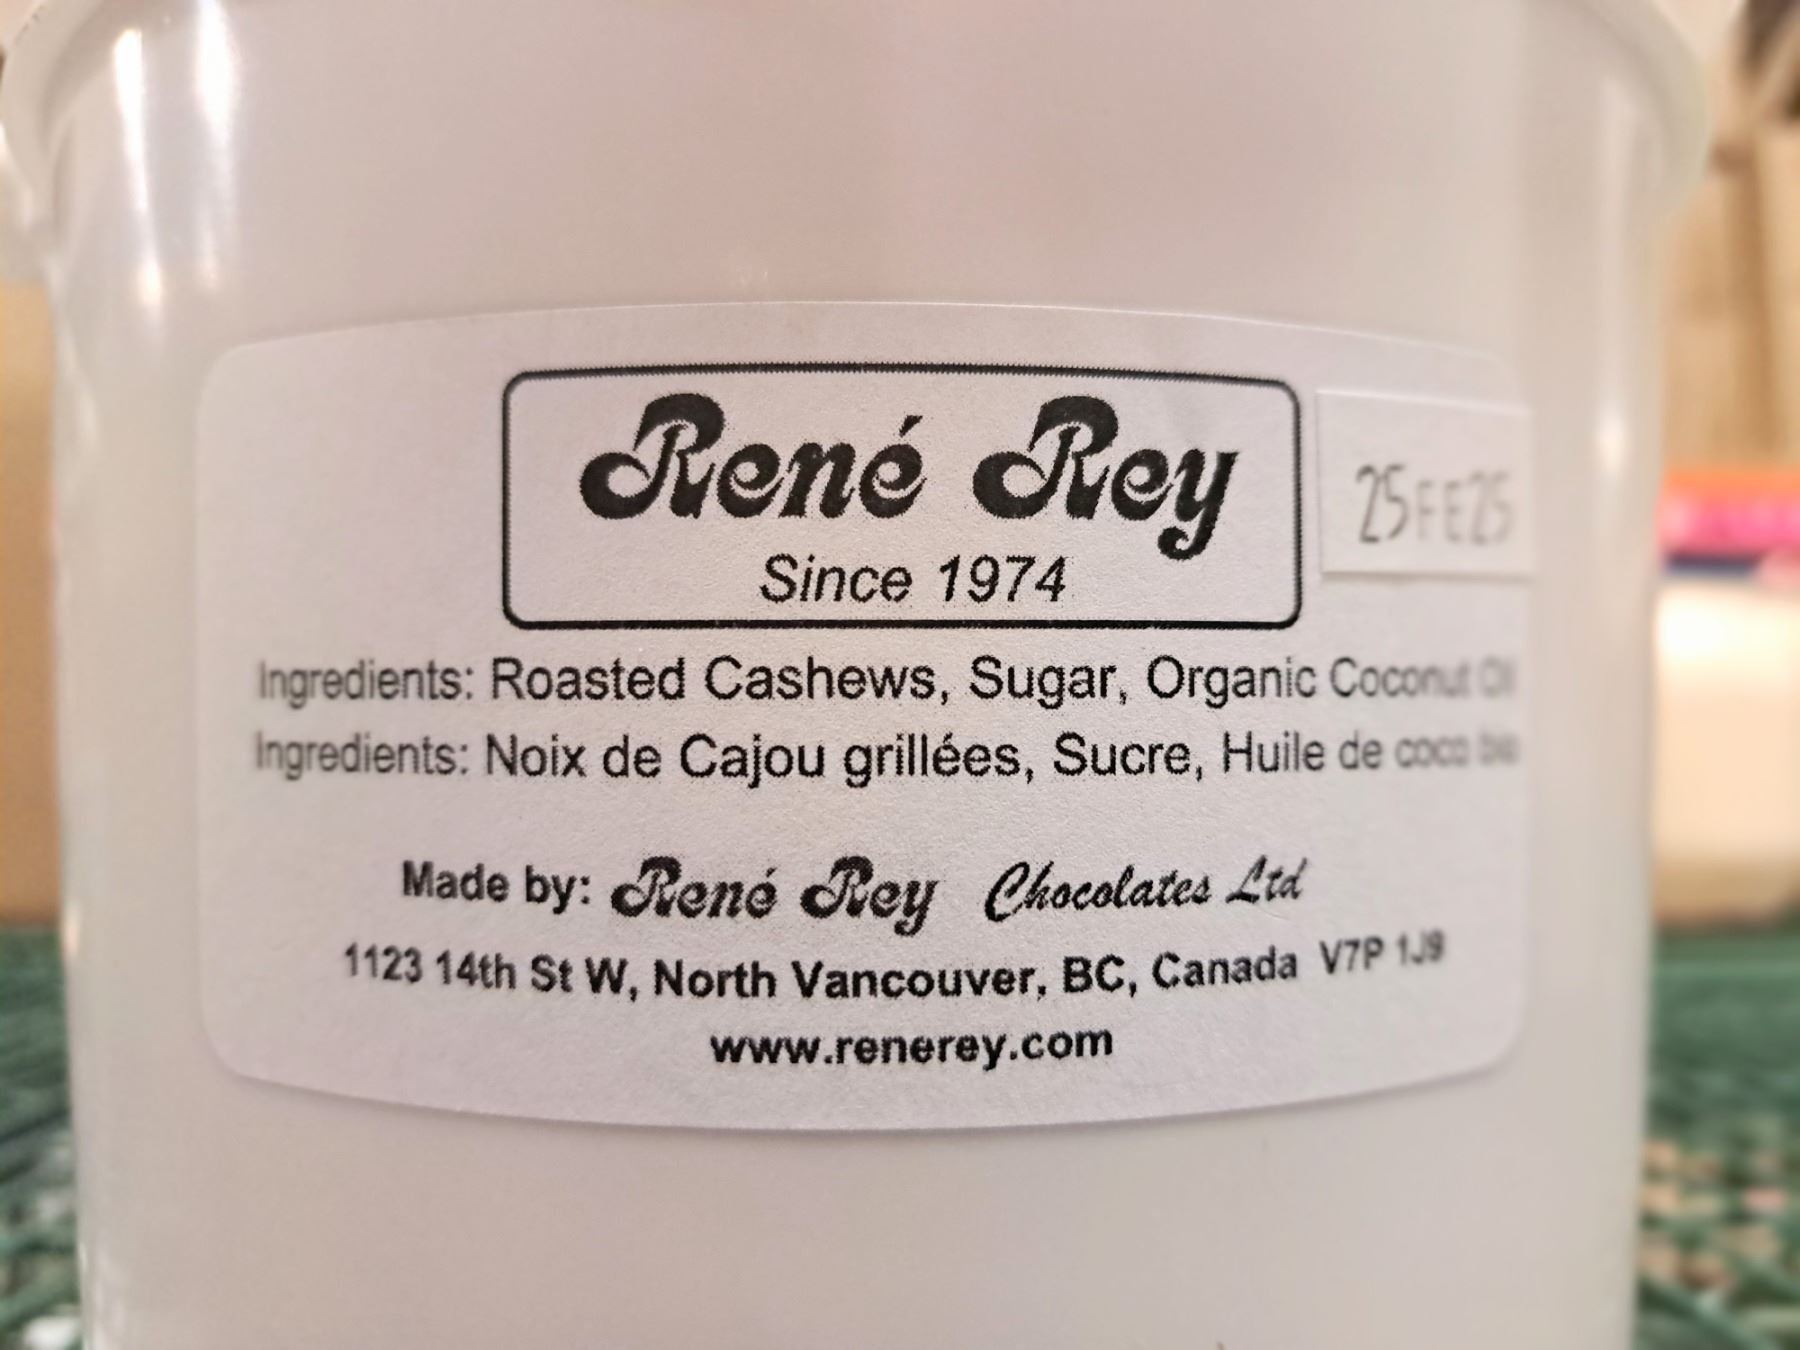 René Rey
25FE25
Since 1974
Ingredients: Roasted Cashews, Sugar, Organic Coconut Oil
Ingredients: Noix de Cajou grillées, Sucre, Huile de coco bio
Made by: René Rey Chocolates Ltd
1123 14th St W, North Vancouver, BC, Canada V7P 1J9
www.renerey.com